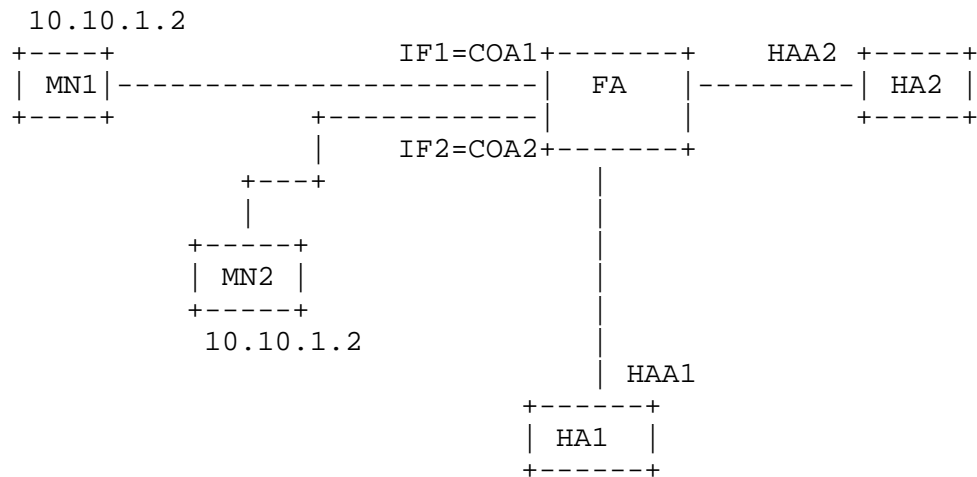 10.10.1.2
IF1=COA1 HAA2
MN1 FA HA2
IF2=COA2
MN2
10.10.1.2
HAA1
HA1